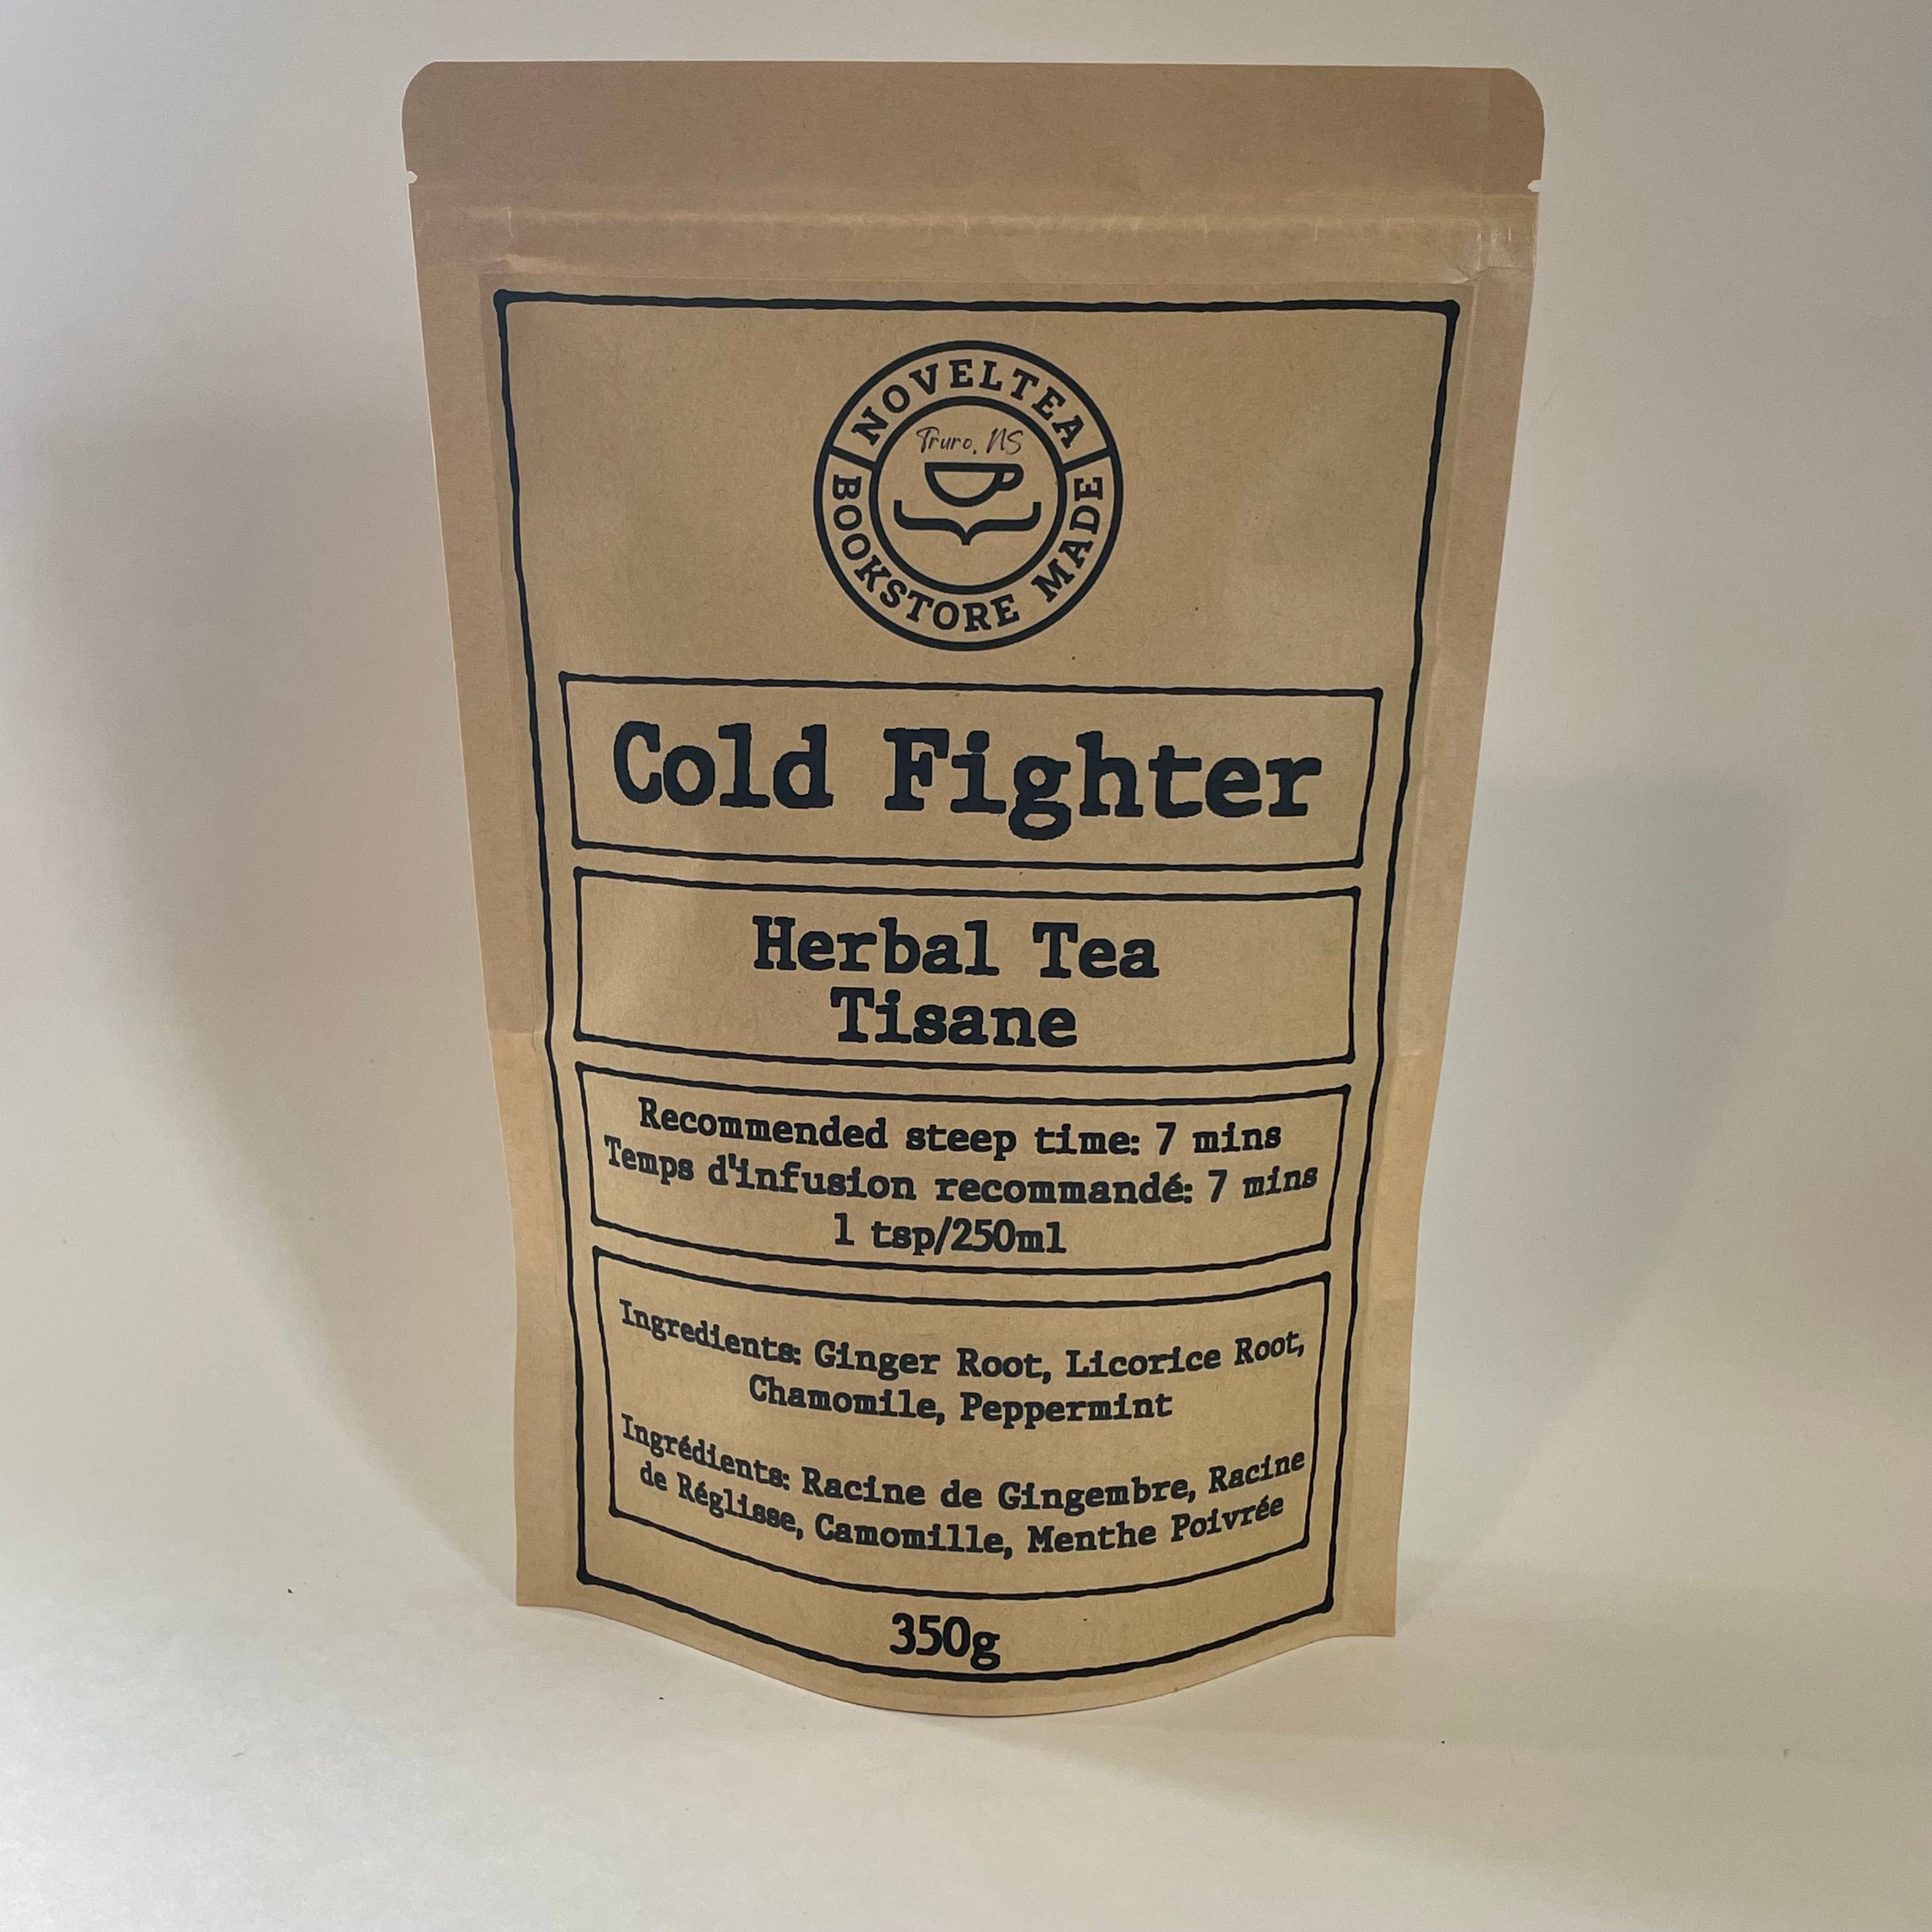 NOVELTEA
Truro, NS
BOOKSTORE MADE
Cold Fighter
Herbal Tea
Tisane
Recommended steep time: 7 mins
Temps d'infusion recommandé: 7 mins
1 tsp/250ml
Ingredients: Ginger Root, Licorice Root,
Chamomile, Peppermint
Ingrédients: Racine de Gingembre, Racine
de Réglisse, Camomille, Menthe Poivrée
350g